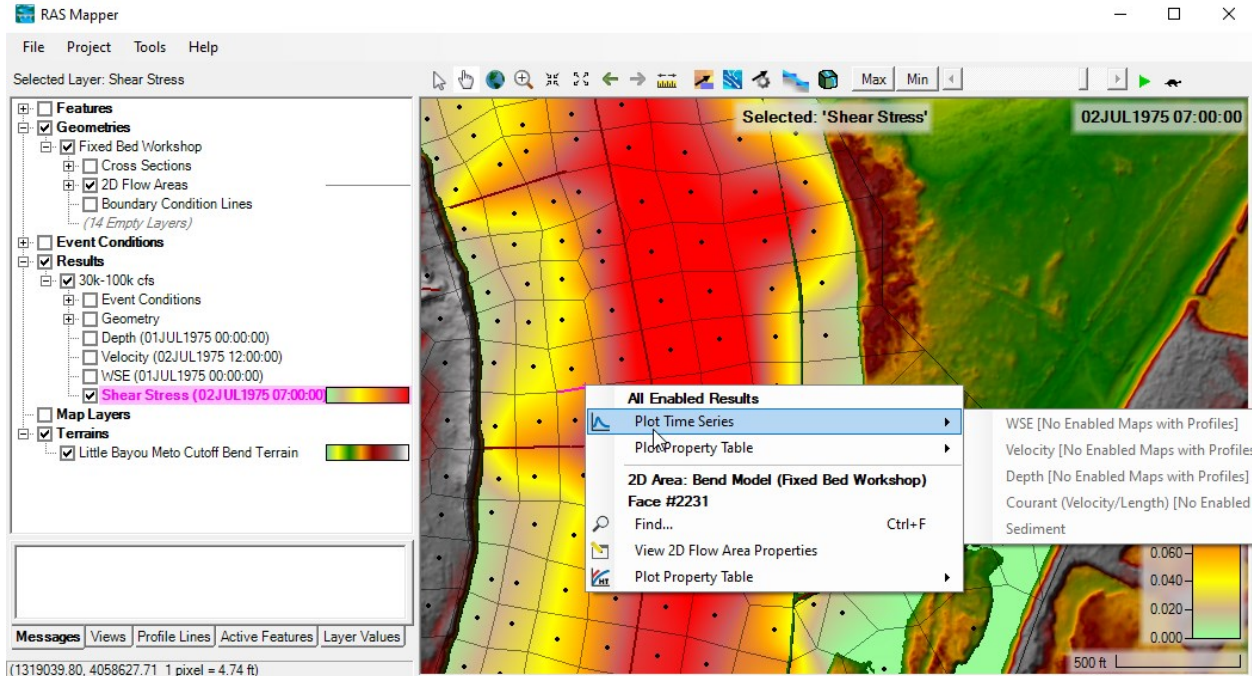 RAS Mapper
File Project Tools Help
Selected Layer: Shear Stress
Max Min
Features
Geometries
Fixed Bed Workshop
Cross Sections
2D Flow Areas
Boundary Condition Lines
(14 Empty Layers)
Event Conditions
Results
30k-100k cfs
Event Conditions
Geometry
Depth (01JUL1975 00:00:00)
Velocity (02JUL1975 12:00:00)
WSE (01JUL1975 00:00:00)
Shear Stress (02JUL1975 07:00:00)
Map Layers
Terrains
Little Bayou Meto Cutoff Bend Terrain
Messages Views Profile Lines Active Features Layer Values
(1319039.80, 4058627.71 1 pixel = 4.74 ft)
Selected: 'Shear Stress'
02JUL1975 07:00:00
All Enabled Results
Plot Time Series
Plot Property Table
2D Area: Bend Model (Fixed Bed Workshop)
Face #2231
Find... Ctrl+F
View 2D Flow Area Properties
Plot Property Table
WSE [No Enabled Maps with Profiles]
Velocity [No Enabled Maps with Profiles
Depth [No Enabled Maps with Profiles]
Courant (Velocity/Length) [No Enabled
Sediment
0.060
0.040
0.020
0.000
500 ft